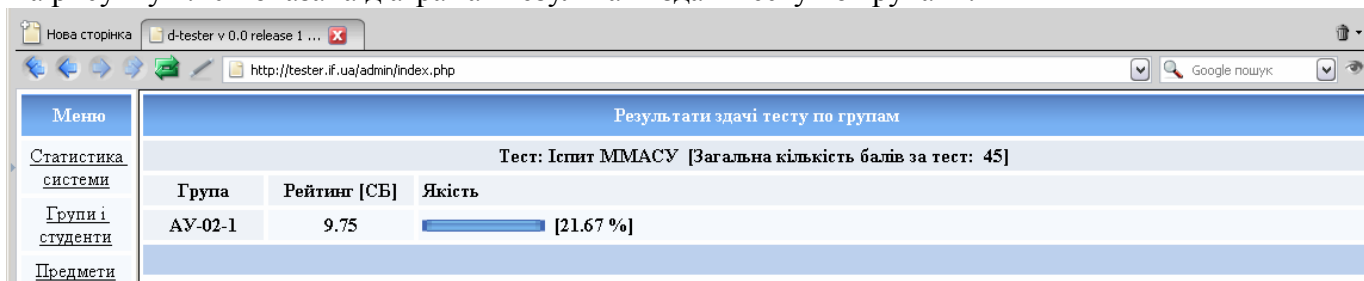 Нова сторінка
d-tester v 0.0 release 1 ...
http://tester.if.ua/admin/index.php
Google пошук
Меню
Результати здачі тесту по групам
Статистика
системи
Тест: Іспит ММАСУ [Загальна кількість балів за тест: 45]
Група Рейтинг [СБ] Якість
Групи і
студенти
АУ-02-1 9.75 [21.67 %]
Предмети